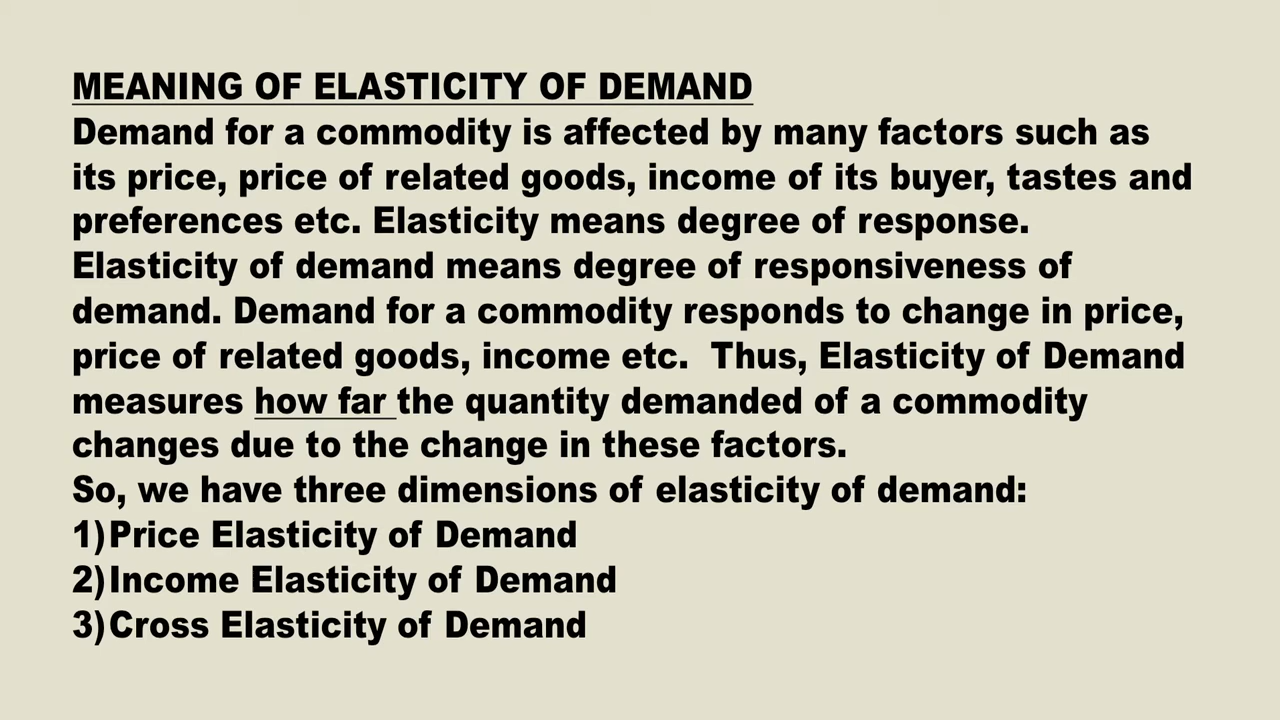 MEANING OF ELASTICITY OF DEMAND
Demand for a commodity is affected by many factors such as
its price, price of related goods, income of its buyer, tastes and
preferences etc. Elasticity means degree of response.
Elasticity of demand means degree of responsiveness of
demand. Demand for a commodity responds to change in price,
price of related goods, income etc.  Thus, Elasticity of Demand
measures how far the quantity demanded of a commodity
changes due to the change in these factors.
So, we have three dimensions of elasticity of demand:
1)Price Elasticity of Demand
2)Income Elasticity of Demand
3)Cross Elasticity of Demand